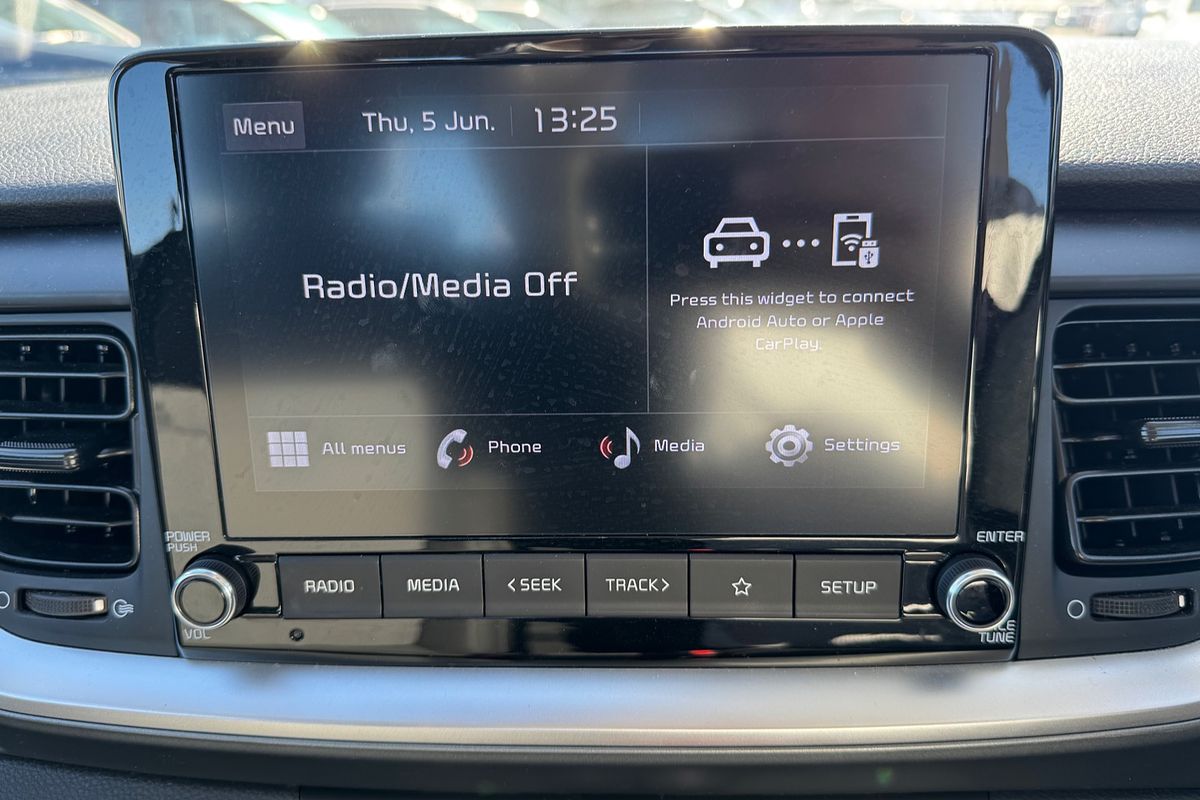 Menu
Thu, 5 Jun.
13:25
Radio/Media Off
Press this widget to connect
Android Auto or Apple
CarPlay.
All menus
Phone
Media
Settings
POWER
PUSH
VOL
RADIO
MEDIA
< SEEK
TRACK >
SETUP
ENTER
TUNE